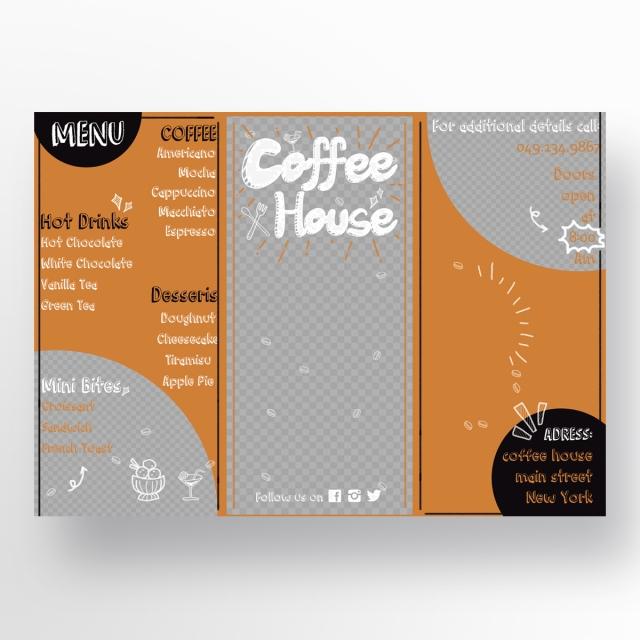 MENU
COFFEE
Americano
Mocha
Cappuccino
Macchiato
Espresso
Hot Drinks
Hot Chocolate
White Chocolate
Vanilla Tea
Green Tea
Desserts
Doughnut
Cheesecake
Tiramisu
Apple Pie
Mini Bites
Croissant
Sandwich
French Toast
Coffee
House
Follow us on
For additional details call:
049.134.9867
Doors
open
at
8:00
Am
ADRESS:
coffee house
main street
New York